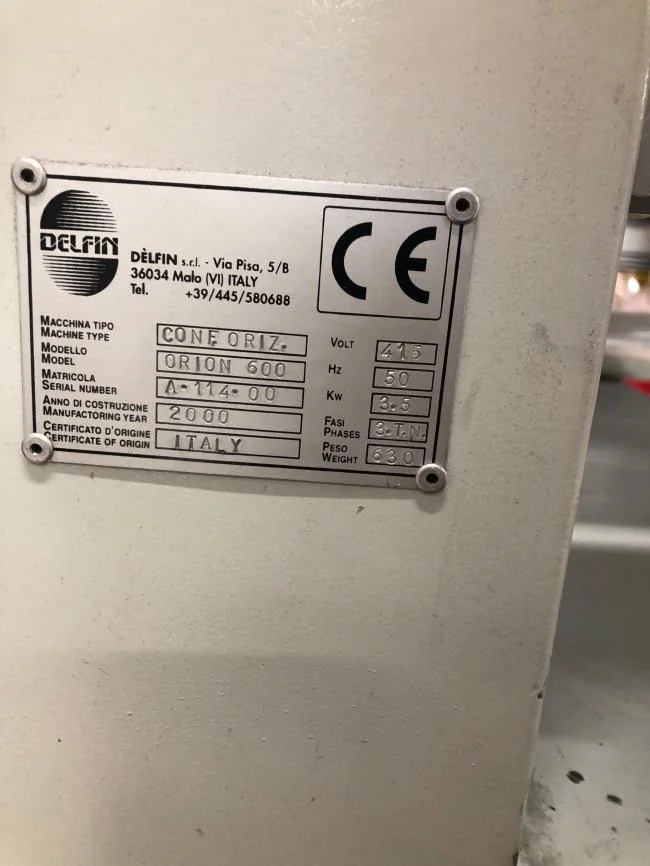 DELFIN
DÈLFIN s.r.l. - Via Pisa, 5/B
36034 Malo (VI) ITALY
Tel. +39/445/580688
CE
MACCHINA TIPO
MACHINE TYPE
CONF.ORIZ.
MODELLO
MODEL
ORION 600
MATRICOLA
SERIAL NUMBER
A-114-00
ANNO DI COSTRUZIONE
MANUFACTORING YEAR
2000
CERTIFICATO D'ORIGINE
CERTIFICATE OF ORIGIN
ITALY
VOLT 415
Hz 50
Kw 3.5
FASI
PHASES
3.T.N.
PESO
WEIGHT
630